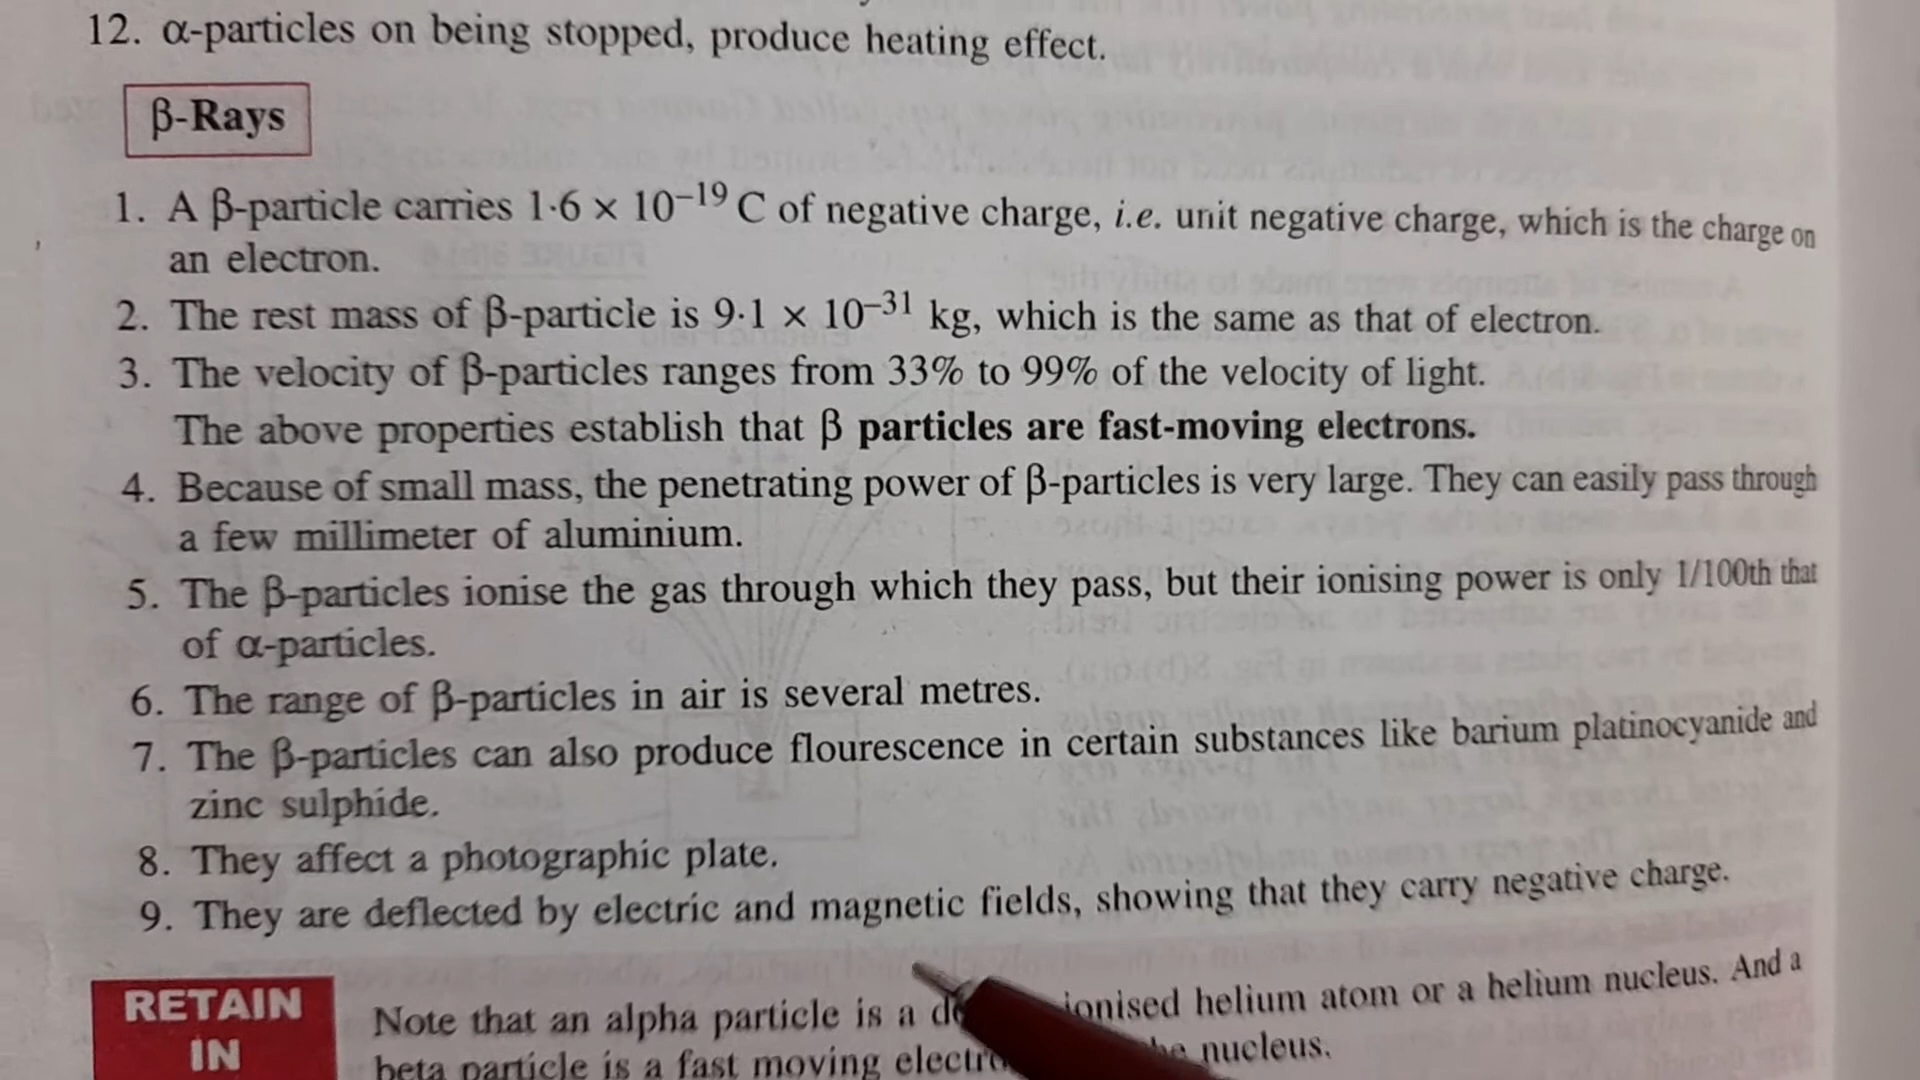 12. α-particles on being stopped, produce heating effect.
β-Rays
1. A β-particle carries 1·6 × 10⁻¹⁹ C of negative charge, i.e. unit negative charge, which is the charge on
an electron.
2. The rest mass of β-particle is 9·1 × 10⁻³¹ kg, which is the same as that of electron.
3. The velocity of β-particles ranges from 33% to 99% of the velocity of light.
The above properties establish that β particles are fast-moving electrons.
4. Because of small mass, the penetrating power of β-particles is very large. They can easily pass through
a few millimeter of aluminium.
5. The β-particles ionise the gas through which they pass, but their ionising power is only 1/100th that
of α-particles.
6. The range of β-particles in air is several metres.
7. The β-particles can also produce flourescence in certain substances like barium platinocyanide and
zinc sulphide.
8. They affect a photographic plate.
9. They are deflected by electric and magnetic fields, showing that they carry negative charge.
RETAIN
IN
Note that an alpha particle is a ionised helium atom or a helium nucleus. And a
beta particle is a fast moving nucleus.